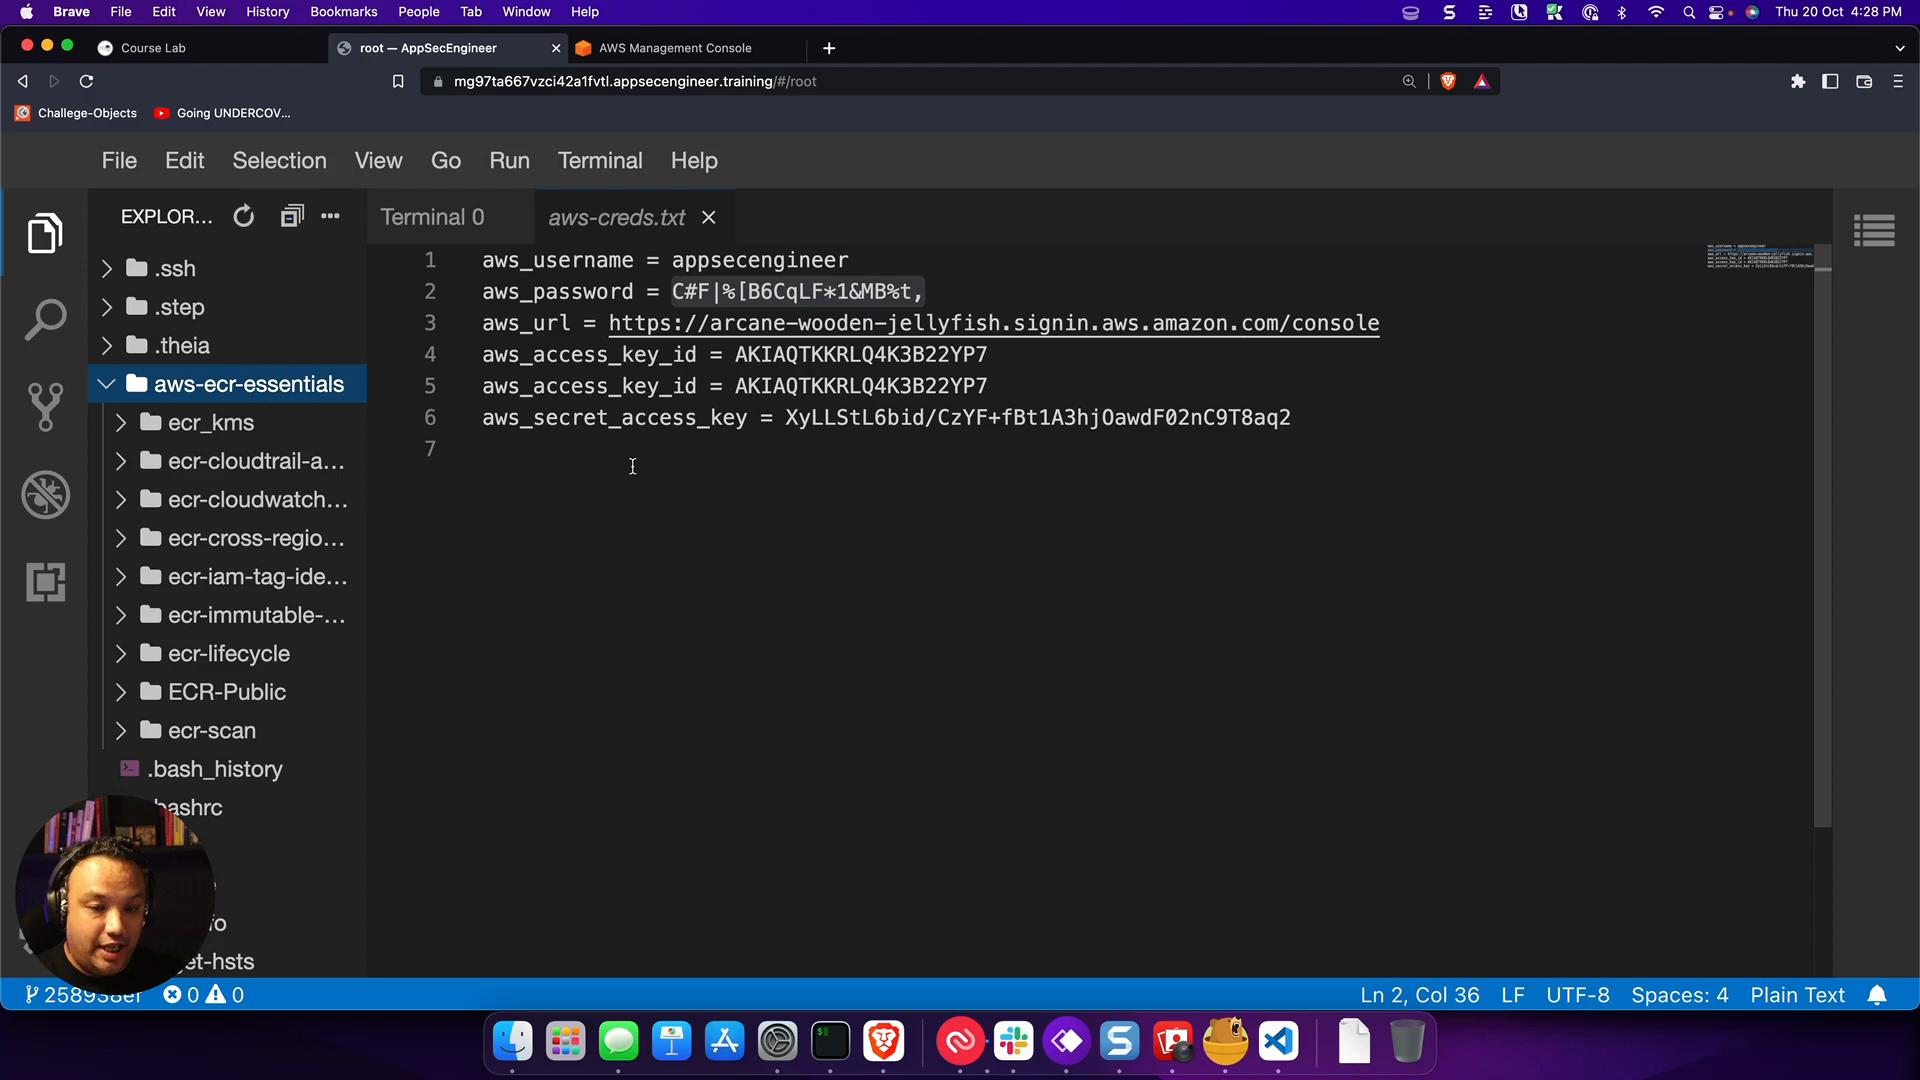 Brave File Edit View History Bookmarks People Tab Window Help Thu 20 Oct 4:28 PM
Course Lab root — AppSecEngineer AWS Management Console
mg97ta667vzci42a1fvtl.appsecengineer.training/#/root
Challege-Objects Going UNDERCOV...
File Edit Selection View Go Run Terminal Help
EXPLOR... Terminal 0 aws-creds.txt
.ssh
.step
.theia
aws-ecr-essentials
ecr_kms
ecr-cloudtrail-a...
ecr-cloudwatch...
ecr-cross-regio...
ecr-iam-tag-ide...
ecr-immutable-...
ecr-lifecycle
ECR-Public
ecr-scan
.bash_history
bashrc
fo
et-hsts
1 aws_username = appsecengineer
2 aws_password = C#F|%[B6CqLF*1&MB%t,
3 aws_url = https://arcane-wooden-jellyfish.signin.aws.amazon.com/console
4 aws_access_key_id = AKIAQTKKRLQ4K3B22YP7
5 aws_access_key_id = AKIAQTKKRLQ4K3B22YP7
6 aws_secret_access_key = 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
7
0 0 Ln 2, Col 36 LF UTF-8 Spaces: 4 Plain Text